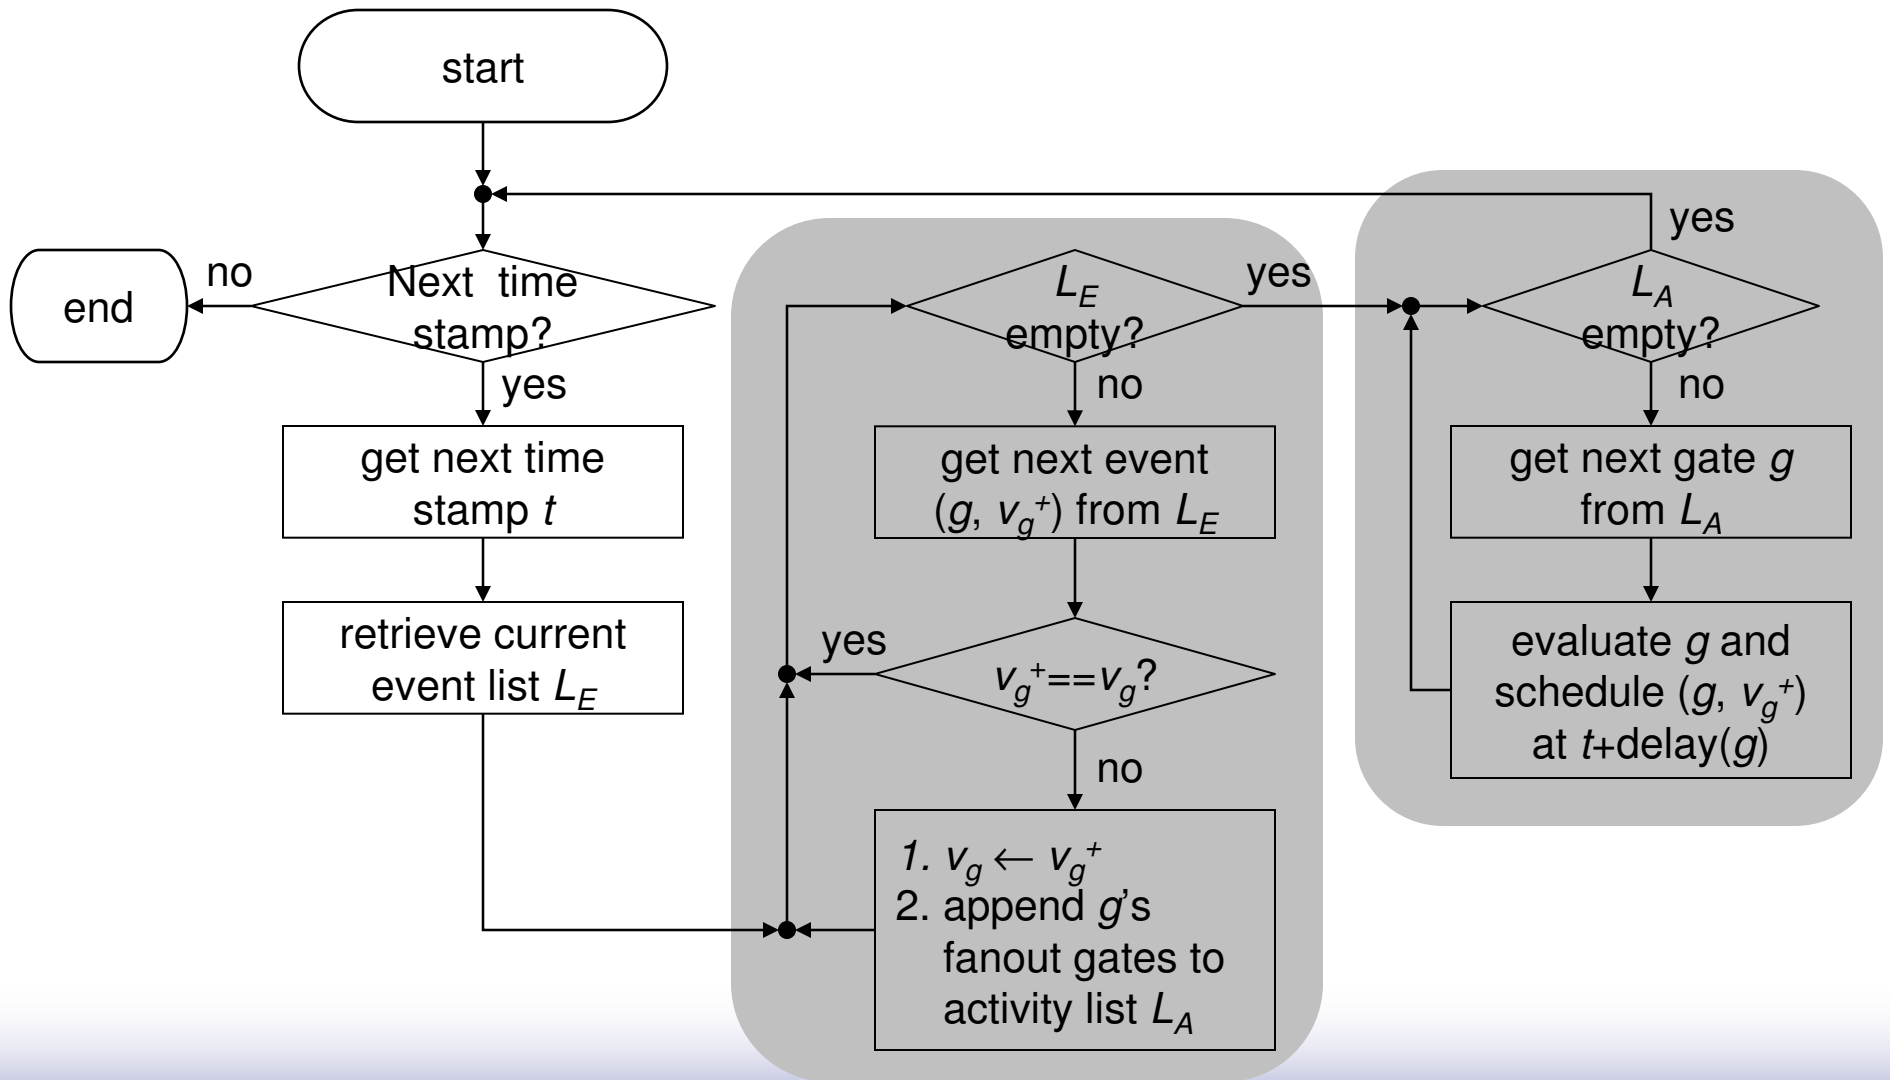 start
no
end
Next time
stamp?
yes
get next time
stamp t
retrieve current
event list L_E
L_E
empty?
yes
no
get next event
(g, v_g^+) from L_E
yes
v_g^+==v_g?
no
1. v_g ← v_g^+
2. append g's
fanout gates to
activity list L_A
yes
L_A
empty?
no
get next gate g
from L_A
evaluate g and
schedule (g, v_g^+)
at t+delay(g)